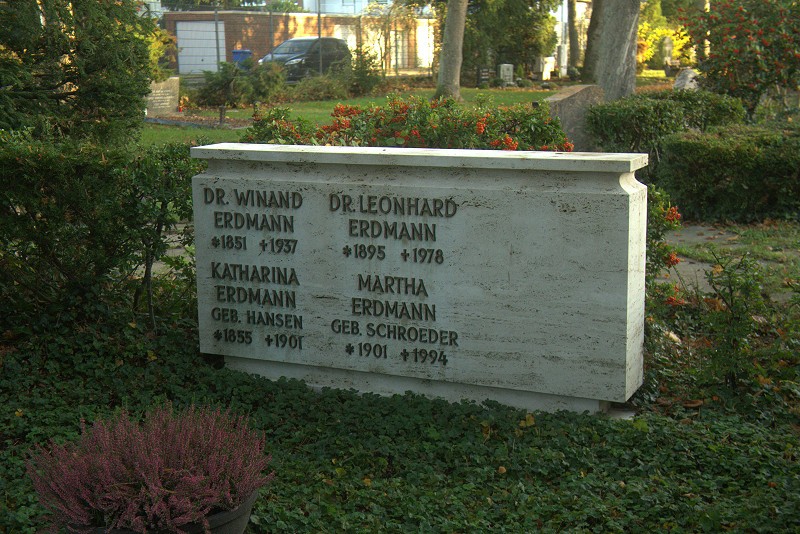 DR. WINAND
ERDMANN
*1851 +1937
KATHARINA
ERDMANN
GEB. HANSEN
*1855 +1901
DR. LEONHARD
ERDMANN
*1895 +1978
MARTHA
ERDMANN
GEB. SCHROEDER
*1901 +1994